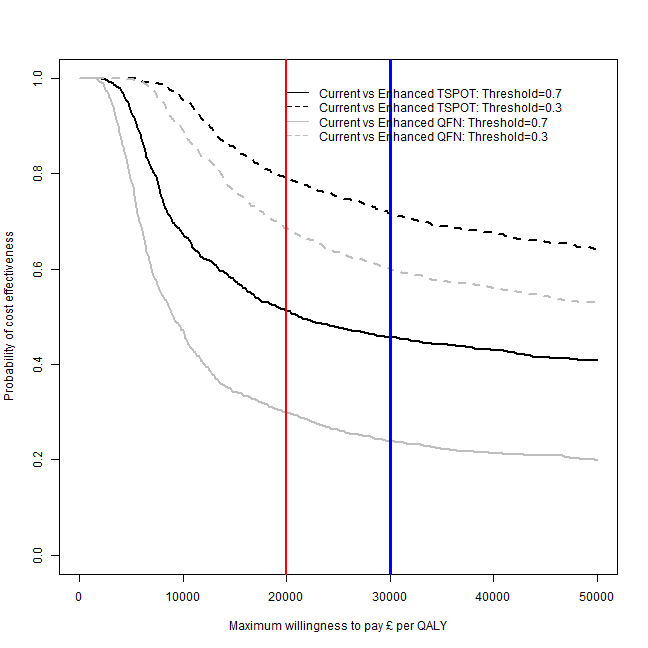 Current vs Enhanced TSPOT: Threshold=0.7
Current vs Enhanced TSPOT: Threshold=0.3
Current vs Enhanced QFN: Threshold=0.7
Current vs Enhanced QFN: Threshold=0.3
Probability of cost effectiveness
1.0
0.8
0.6
0.4
0.2
0.0
0 10000 20000 30000 40000 50000
Maximum willingness to pay £ per QALY